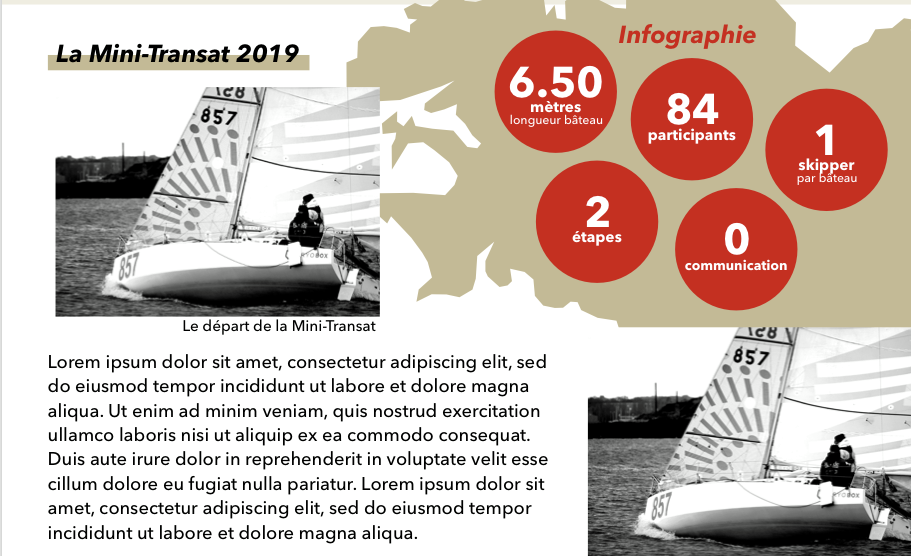 La Mini-Transat 2019
Infographie
6.50
mètres
longueur bâteau
84
participants
1
skipper
par bâteau
2
étapes
0
communication
158
857
857
Le départ de la Mini-Transat
Lorem ipsum dolor sit amet, consectetur adipiscing elit, sed
do eiusmod tempor incididunt ut labore et dolore magna
aliqua. Ut enim ad minim veniam, quis nostrud exercitation
ullamco laboris nisi ut aliquip ex ea commodo consequat.
Duis aute irure dolor in reprehenderit in voluptate velit esse
cillum dolore eu fugiat nulla pariatur. Lorem ipsum dolor sit
amet, consectetur adipiscing elit, sed do eiusmod tempor
incididunt ut labore et dolore magna aliqua.
857
857